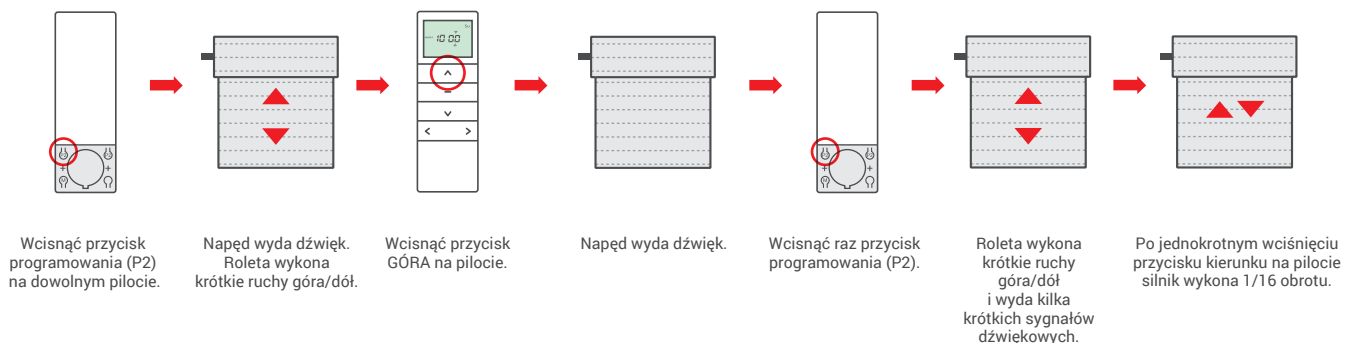 10 00
Wcisnąć przycisk
programowania (P2)
na dowolnym pilocie.
Napęd wyda dźwięk.
Roleta wykona
krótkie ruchy góra/dół.
Wcisnąć przycisk
GÓRA na pilocie.
Napęd wyda dźwięk.
Wcisnąć raz przycisk
programowania (P2).
Roleta wykona
krótkie ruchy
góra/dół
i wyda kilka
krótkich sygnałów
dźwiękowych.
Po jednokrotnym wciśnięciu
przycisku kierunku na pilocie
silnik wykona 1/16 obrotu.